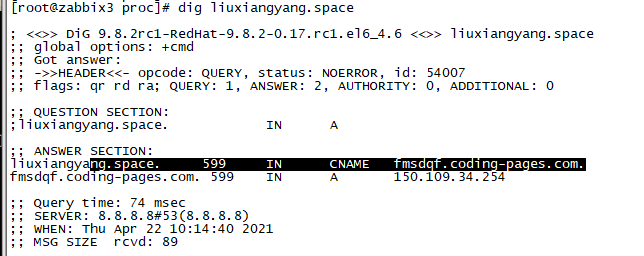 [root@zabbix3 proc]# dig liuxiangyang.space
; <<>> DiG 9.8.2rc1-RedHat-9.8.2-0.17.rc1.el6_4.6 <<>> liuxiangyang.space
;; global options: +cmd
;; Got answer:
;; ->>HEADER<<- opcode: QUERY, status: NOERROR, id: 54007
;; flags: qr rd ra; QUERY: 1, ANSWER: 2, AUTHORITY: 0, ADDITIONAL: 0
;; QUESTION SECTION:
;liuxiangyang.space. IN A
;; ANSWER SECTION:
liuxiangyang.space. 599 IN CNAME fmsdqf.coding-pages.com.
fmsdqf.coding-pages.com. 599 IN A 150.109.34.254
;; Query time: 74 msec
;; SERVER: 8.8.8.8#53(8.8.8.8)
;; WHEN: Thu Apr 22 10:14:40 2021
;; MSG SIZE rcvd: 89